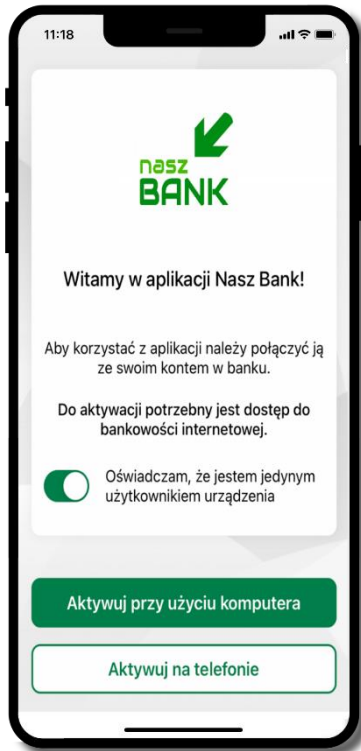 11:18
nasz
BANK
Witamy w aplikacji Nasz Bank!
Aby korzystać z aplikacji należy połączyć ją
ze swoim kontem w banku.
Do aktywacji potrzebny jest dostęp do
bankowości internetowej.
Oświadczam, że jestem jedynym
użytkownikiem urządzenia
Aktywuj przy użyciu komputera
Aktywuj na telefonie